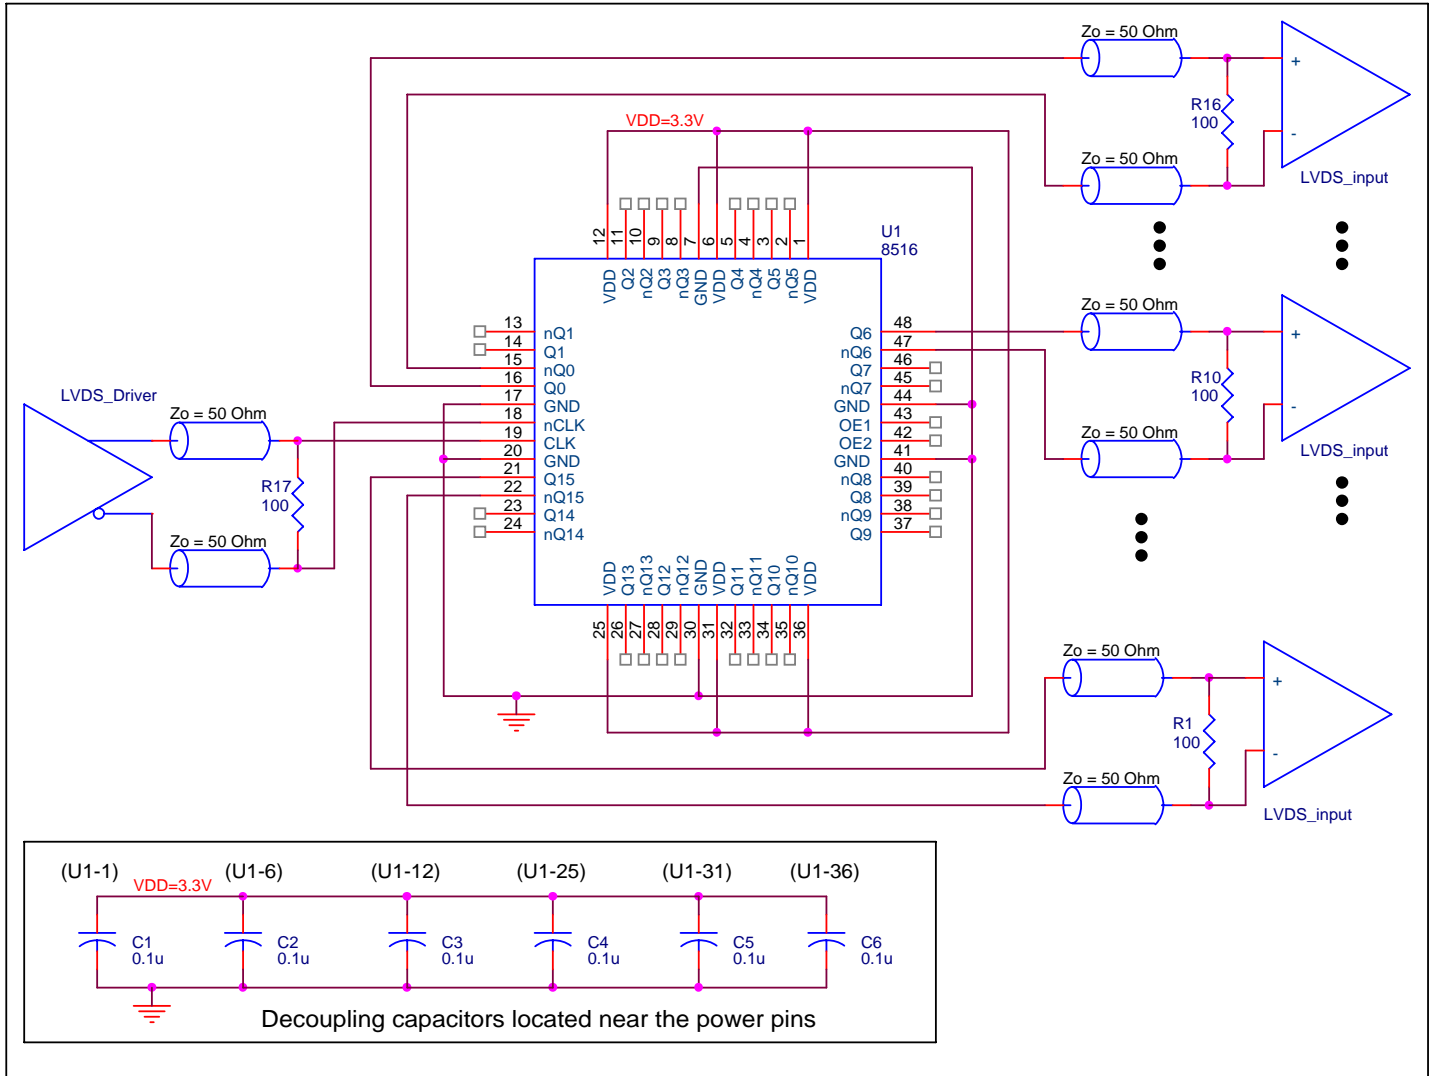 Zo = 50 Ohm
+
R16
100
-
Zo = 50 Ohm
LVDS_input
VDD=3.3V
12
11
10
9
8
7
6
5
4
3
2
1
U1
8516
VDD
Q2
nQ2
Q3
nQ3
GND
VDD
Q4
nQ4
Q5
nQ5
VDD
13 nQ1
14 Q1
15 nQ0
16 Q0
17 GND
18 nCLK
19 CLK
20 GND
21 Q15
22 nQ15
23 Q14
24 nQ14
Q6 48
nQ6 47
Q7 46
nQ7 45
GND 44
OE1 43
OE2 42
GND 41
nQ8 40
Q8 39
nQ9 38
Q9 37
VDD
Q13
nQ13
Q12
nQ12
GND
VDD
Q11
nQ11
Q10
nQ10
VDD
25
26
27
28
29
30
31
32
33
34
35
36
LVDS_Driver
Zo = 50 Ohm
R17
100
Zo = 50 Ohm
Zo = 50 Ohm
+
R10
100
-
Zo = 50 Ohm
LVDS_input
Zo = 50 Ohm
+
R1
100
-
Zo = 50 Ohm
LVDS_input
(U1-1) (U1-6) (U1-12) (U1-25) (U1-31) (U1-36)
VDD=3.3V
C1
0.1u
C2
0.1u
C3
0.1u
C4
0.1u
C5
0.1u
C6
0.1u
Decoupling capacitors located near the power pins